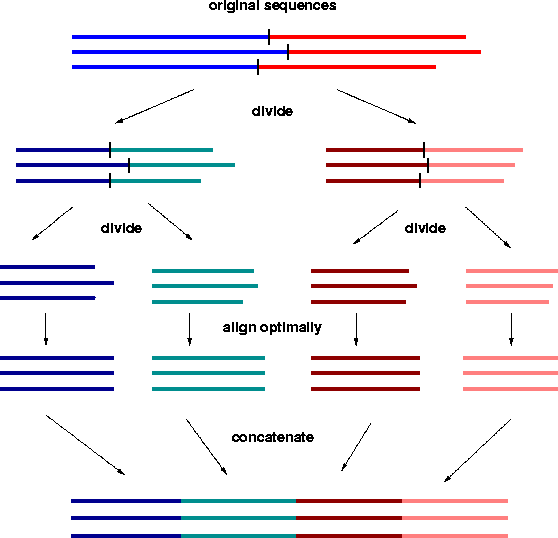 original sequences
divide
divide
divide
align optimally
concatenate